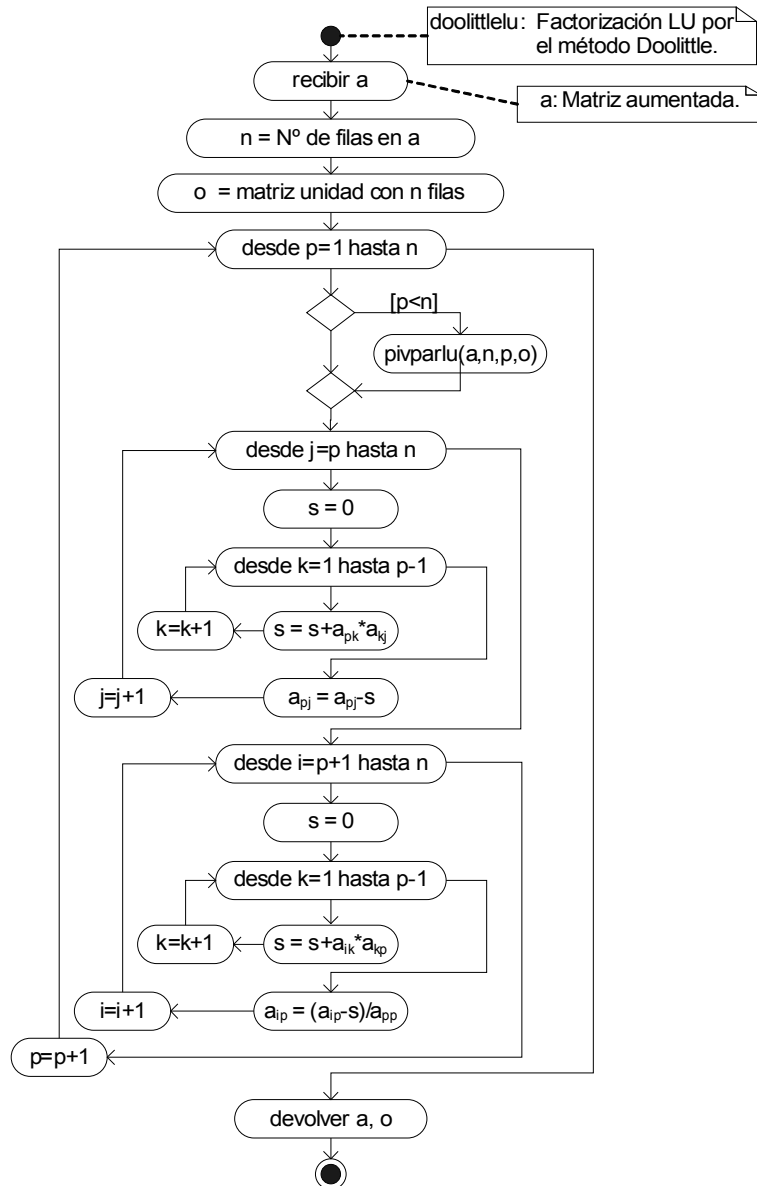 doolittlelu: Factorización LU por
el método Doolittle.
recibir a
a: Matriz aumentada.
n = Nº de filas en a
o = matriz unidad con n filas
desde p=1 hasta n
[p<n]
pivparlu(a,n,p,o)
desde j=p hasta n
s = 0
desde k=1 hasta p-1
k=k+1
s = s+aₚₖ*aₖⱼ
j=j+1
aₚⱼ = aₚⱼ-s
desde i=p+1 hasta n
s = 0
desde k=1 hasta p-1
k=k+1
s = s+aᵢₖ*aₖₚ
i=i+1
aᵢₚ = (aᵢₚ-s)/aₚₚ
p=p+1
devolver a, o